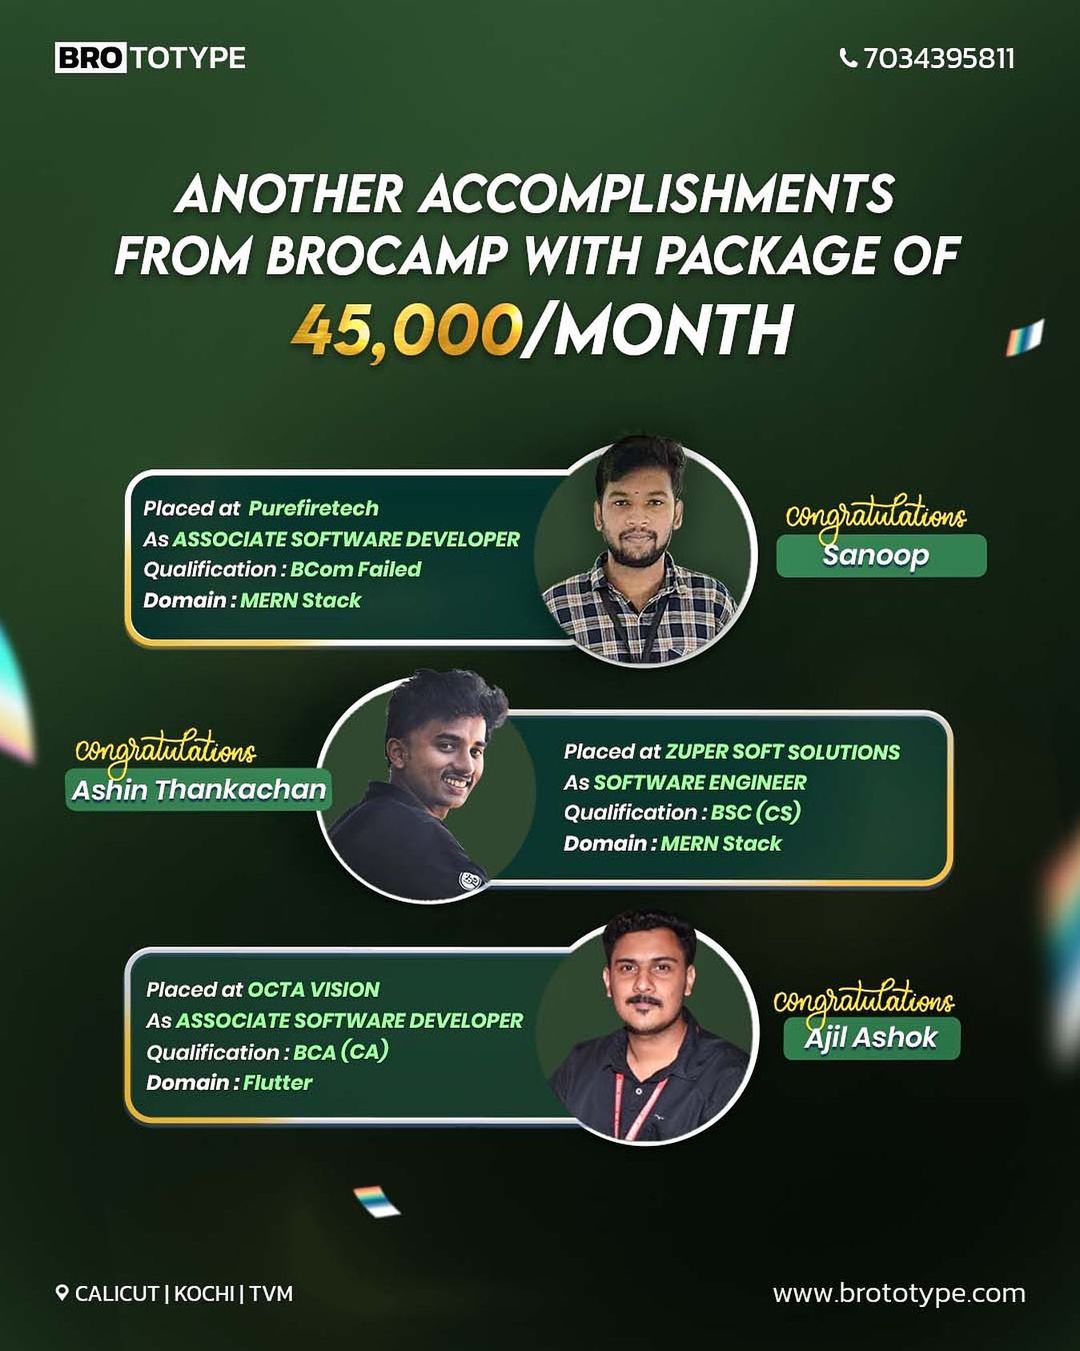 BROTOTYPE
7034395811
ANOTHER ACCOMPLISHMENTS
FROM BROCAMP WITH PACKAGE OF
45,000/MONTH
Placed at Purefiretech
As ASSOCIATE SOFTWARE DEVELOPER
Qualification : BCom Failed
Domain : MERN Stack
congratulations
Sanoop
congratulations
Ashin Thankachan
Placed at ZUPER SOFT SOLUTIONS
As SOFTWARE ENGINEER
Qualification : BSC (CS)
Domain : MERN Stack
Placed at OCTA VISION
As ASSOCIATE SOFTWARE DEVELOPER
Qualification : BCA (CA)
Domain : Flutter
congratulations
Ajil Ashok
CALICUT | KOCHI | TVM
www.brototype.com